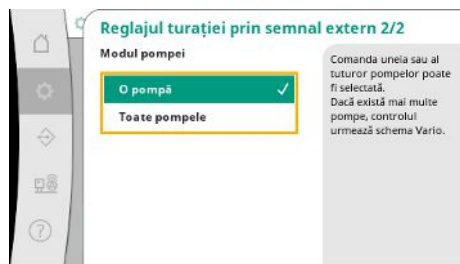 Reglajul turației prin semnal extern 2/2
Modul pompei
O pompă
Toate pompele
Comanda uneia sau al
tuturor pompelor poate
fi selectată.
Dacă există mai multe
pompe, controlul
urmează schema Vario.
?